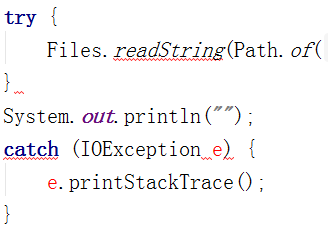 try {
Files.readString(Path.of(
}
System.out.println("");
catch (IOException e) {
e.printStackTrace();
}